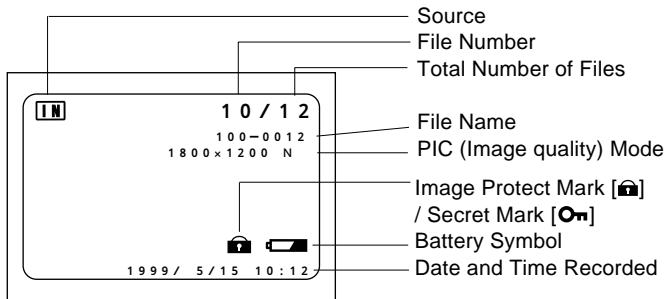 Source
File Number
Total Number of Files
IN 10/12
100-0012
1800×1200 N
1999/ 5/15 10:12
File Name
PIC (Image quality) Mode
Image Protect Mark [ ]
/ Secret Mark [ ]
Battery Symbol
Date and Time Recorded